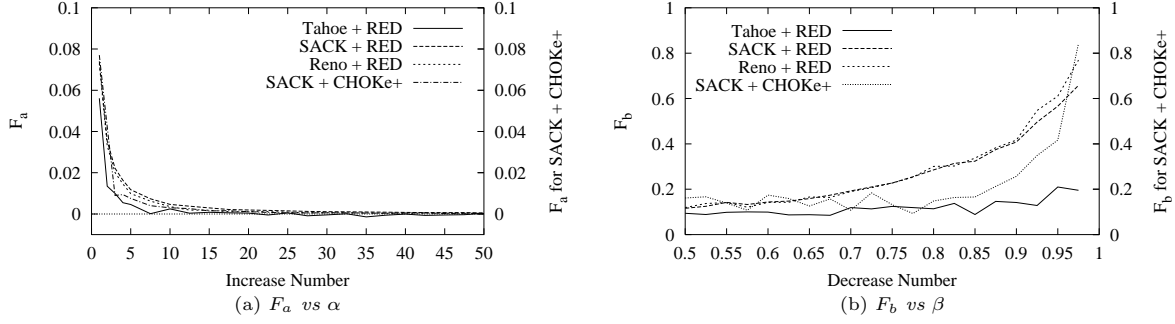 Tahoe + RED
SACK + RED
Reno + RED
SACK + CHOKe+
0.1
0.08
0.06
0.04
0.02
0
F_a
0.1
0.08
0.06
0.04
0.02
0
F_a for SACK + CHOKe+
0 5 10 15 20 25 30 35 40 45 50
Increase Number
(a) F_a vs α
Tahoe + RED
SACK + RED
Reno + RED
SACK + CHOKe+
1
0.8
0.6
0.4
0.2
0
F_b
1
0.8
0.6
0.4
0.2
0
F_b for SACK + CHOKe+
0.5 0.55 0.6 0.65 0.7 0.75 0.8 0.85 0.9 0.95 1
Decrease Number
(b) F_b vs β